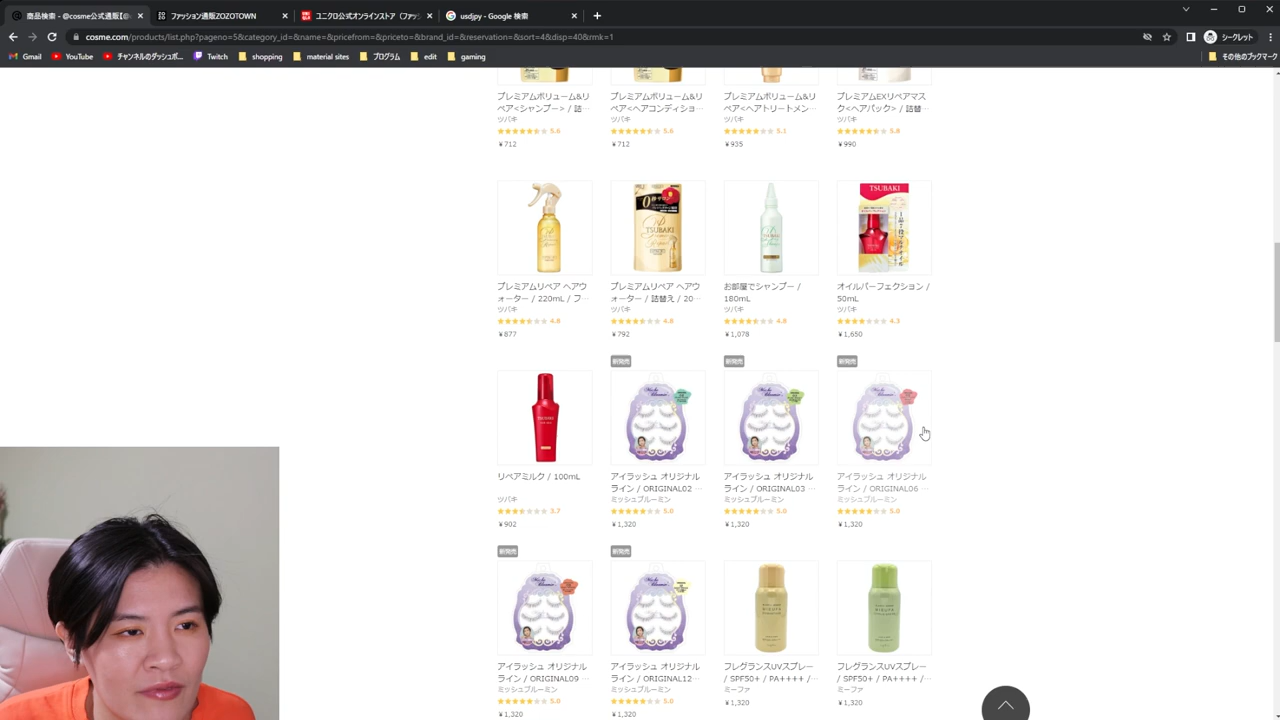 商品検索 - @cosme公式通販【@
ファッション通販ZOZOTOWN
ユニクロ公式オンラインストア（ファッ
usdjpy - Google 検索
cosme.com/products/list.php?pageno=5&category_id=&name=&pricefrom=&priceto=&brand_id=&reservation=&sort=4&disp=40&rmk=1
シークレット
Gmail
YouTube
チャンネルのダッシュボ...
Twitch
shopping
material sites
プログラム
edit
gaming
その他のブックマーク
プレミアムボリューム&リ
ペア<シャンプー> / 詰…
ツバキ
5.6
¥712
プレミアムボリューム&リ
ペア<ヘアコンディショ…
ツバキ
5.6
¥712
プレミアムボリューム&リ
ペア<ヘアトリートメン…
ツバキ
5.1
¥935
プレミアムEXリペアマス
ク<ヘアパック> / 詰替…
ツバキ
5.8
¥990
TSUBAKI
TSUBAKI
プレミアムリペア ヘアウ
ォーター / 220mL / フ…
ツバキ
4.8
¥877
プレミアムリペア ヘアウ
ォーター / 詰替え / 20…
ツバキ
4.8
¥792
お部屋でシャンプー /
180mL
ツバキ
4.8
¥1,078
オイルパーフェクション /
50mL
ツバキ
4.3
¥1,650
新発売
新発売
新発売
リペアミルク / 100mL
ツバキ
3.7
¥902
アイラッシュ オリジナル
ライン / ORIGINAL02 …
ミッシュブルーミン
5.0
¥1,320
アイラッシュ オリジナル
ライン / ORIGINAL03 …
ミッシュブルーミン
5.0
¥1,320
アイラッシュ オリジナル
ライン / ORIGINAL06 …
ミッシュブルーミン
5.0
¥1,320
新発売
新発売
アイラッシュ オリジナル
ライン / ORIGINAL09 …
ミッシュブルーミン
5.0
¥1,320
アイラッシュ オリジナル
ライン / ORIGINAL12…
ミッシュブルーミン
5.0
¥1,320
フレグランスUVスプレー
/ SPF50+ / PA++++ /…
ミーファ
¥1,320
フレグランスUVスプレー
/ SPF50+ / PA++++ /…
ミーファ
¥1,320